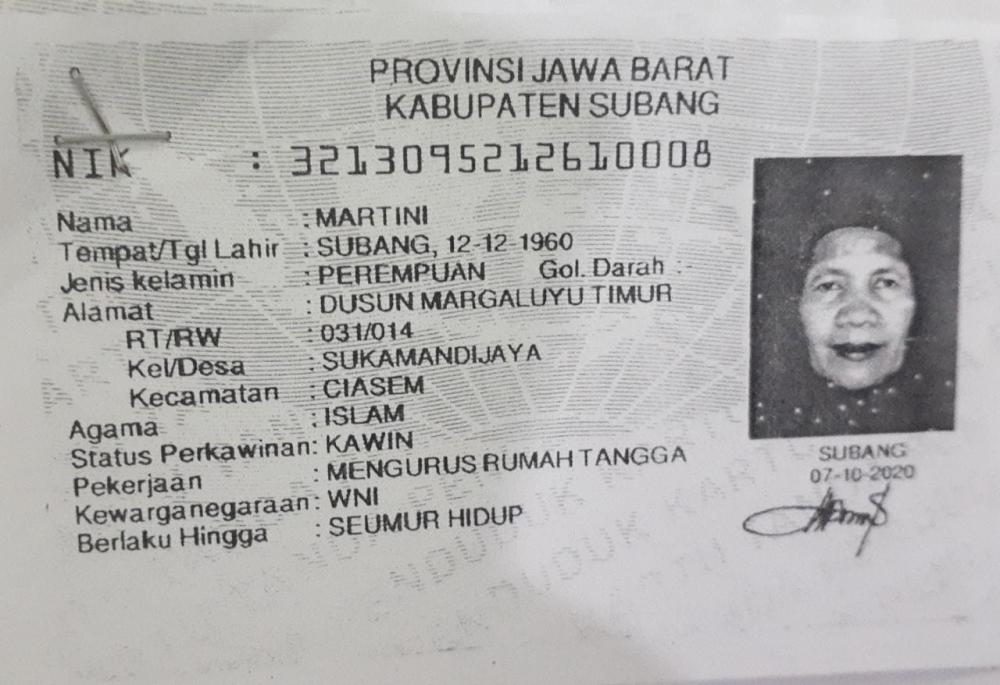 PROVINSI JAWA BARAT
KABUPATEN SUBANG
NIK : 3213095212610008
Nama : MARTINI
Tempat/Tgl Lahir : SUBANG, 12-12-1960
Jenis kelamin : PEREMPUAN Gol. Darah :-
Alamat : DUSUN MARGALUYU TIMUR
RT/RW : 031/014
Kel/Desa : SUKAMANDIJAYA
Kecamatan : CIASEM
Agama : ISLAM
Status Perkawinan: KAWIN
Pekerjaan : MENGURUS RUMAH TANGGA
Kewarganegaraan: WNI
Berlaku Hingga : SEUMUR HIDUP
SUBANG
07-10-2020